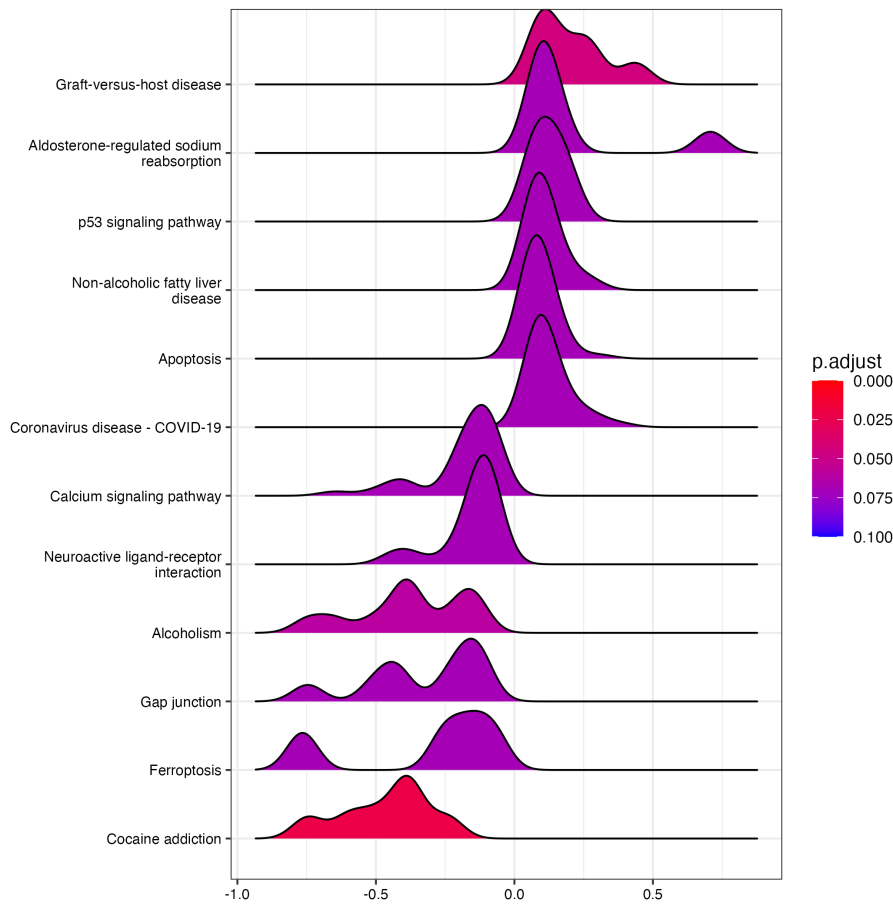 Graft-versus-host disease
Aldosterone-regulated sodium
reabsorption
p53 signaling pathway
Non-alcoholic fatty liver
disease
Apoptosis
Coronavirus disease - COVID-19
Calcium signaling pathway
Neuroactive ligand-receptor
interaction
Alcoholism
Gap junction
Ferroptosis
Cocaine addiction
-1.0
-0.5
0.0
0.5
p.adjust
0.000
0.025
0.050
0.075
0.100